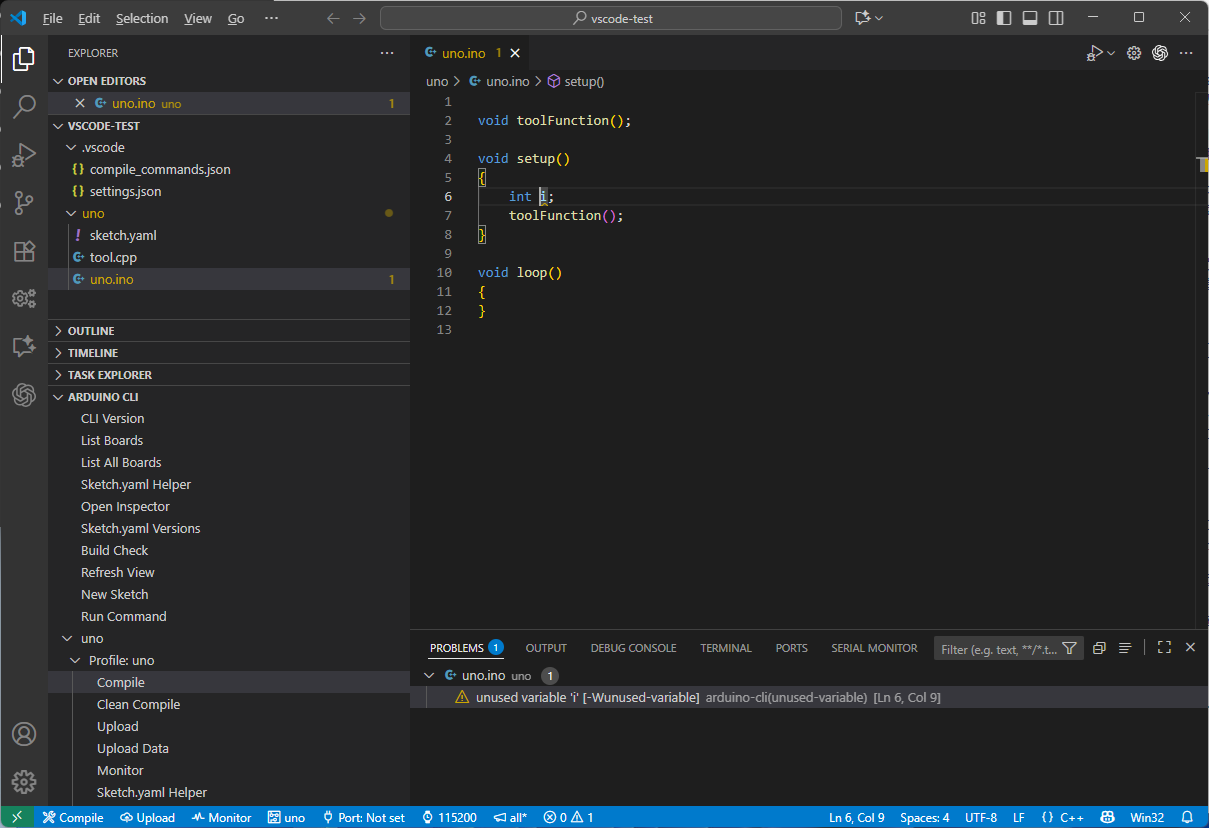 File Edit Selection View Go ··· vscode-test
EXPLORER ···
OPEN EDITORS
uno.ino uno 1
VSCODE-TEST
.vscode
{} compile_commands.json
{} settings.json
uno
! sketch.yaml
tool.cpp
uno.ino 1
OUTLINE
TIMELINE
TASK EXPLORER
ARDUINO CLI
CLI Version
List Boards
List All Boards
Sketch.yaml Helper
Open Inspector
Sketch.yaml Versions
Build Check
Refresh View
New Sketch
Run Command
uno
Profile: uno
Compile
Clean Compile
Upload
Upload Data
Monitor
Sketch.yaml Helper
uno.ino 1
uno > uno.ino > setup()
1
2 void toolFunction();
3
4 void setup()
5 {
6 int i;
7 toolFunction();
8 }
9
10 void loop()
11 {
12 }
13
PROBLEMS 1 OUTPUT DEBUG CONSOLE TERMINAL PORTS SERIAL MONITOR Filter (e.g. text, **/*.t...
uno.ino uno 1
unused variable 'i' [-Wunused-variable] arduino-cli(unused-variable) [Ln 6, Col 9]
Compile Upload Monitor uno Port: Not set 115200 all* 0 1 Ln 6, Col 9 Spaces: 4 UTF-8 LF {} C++ Win32